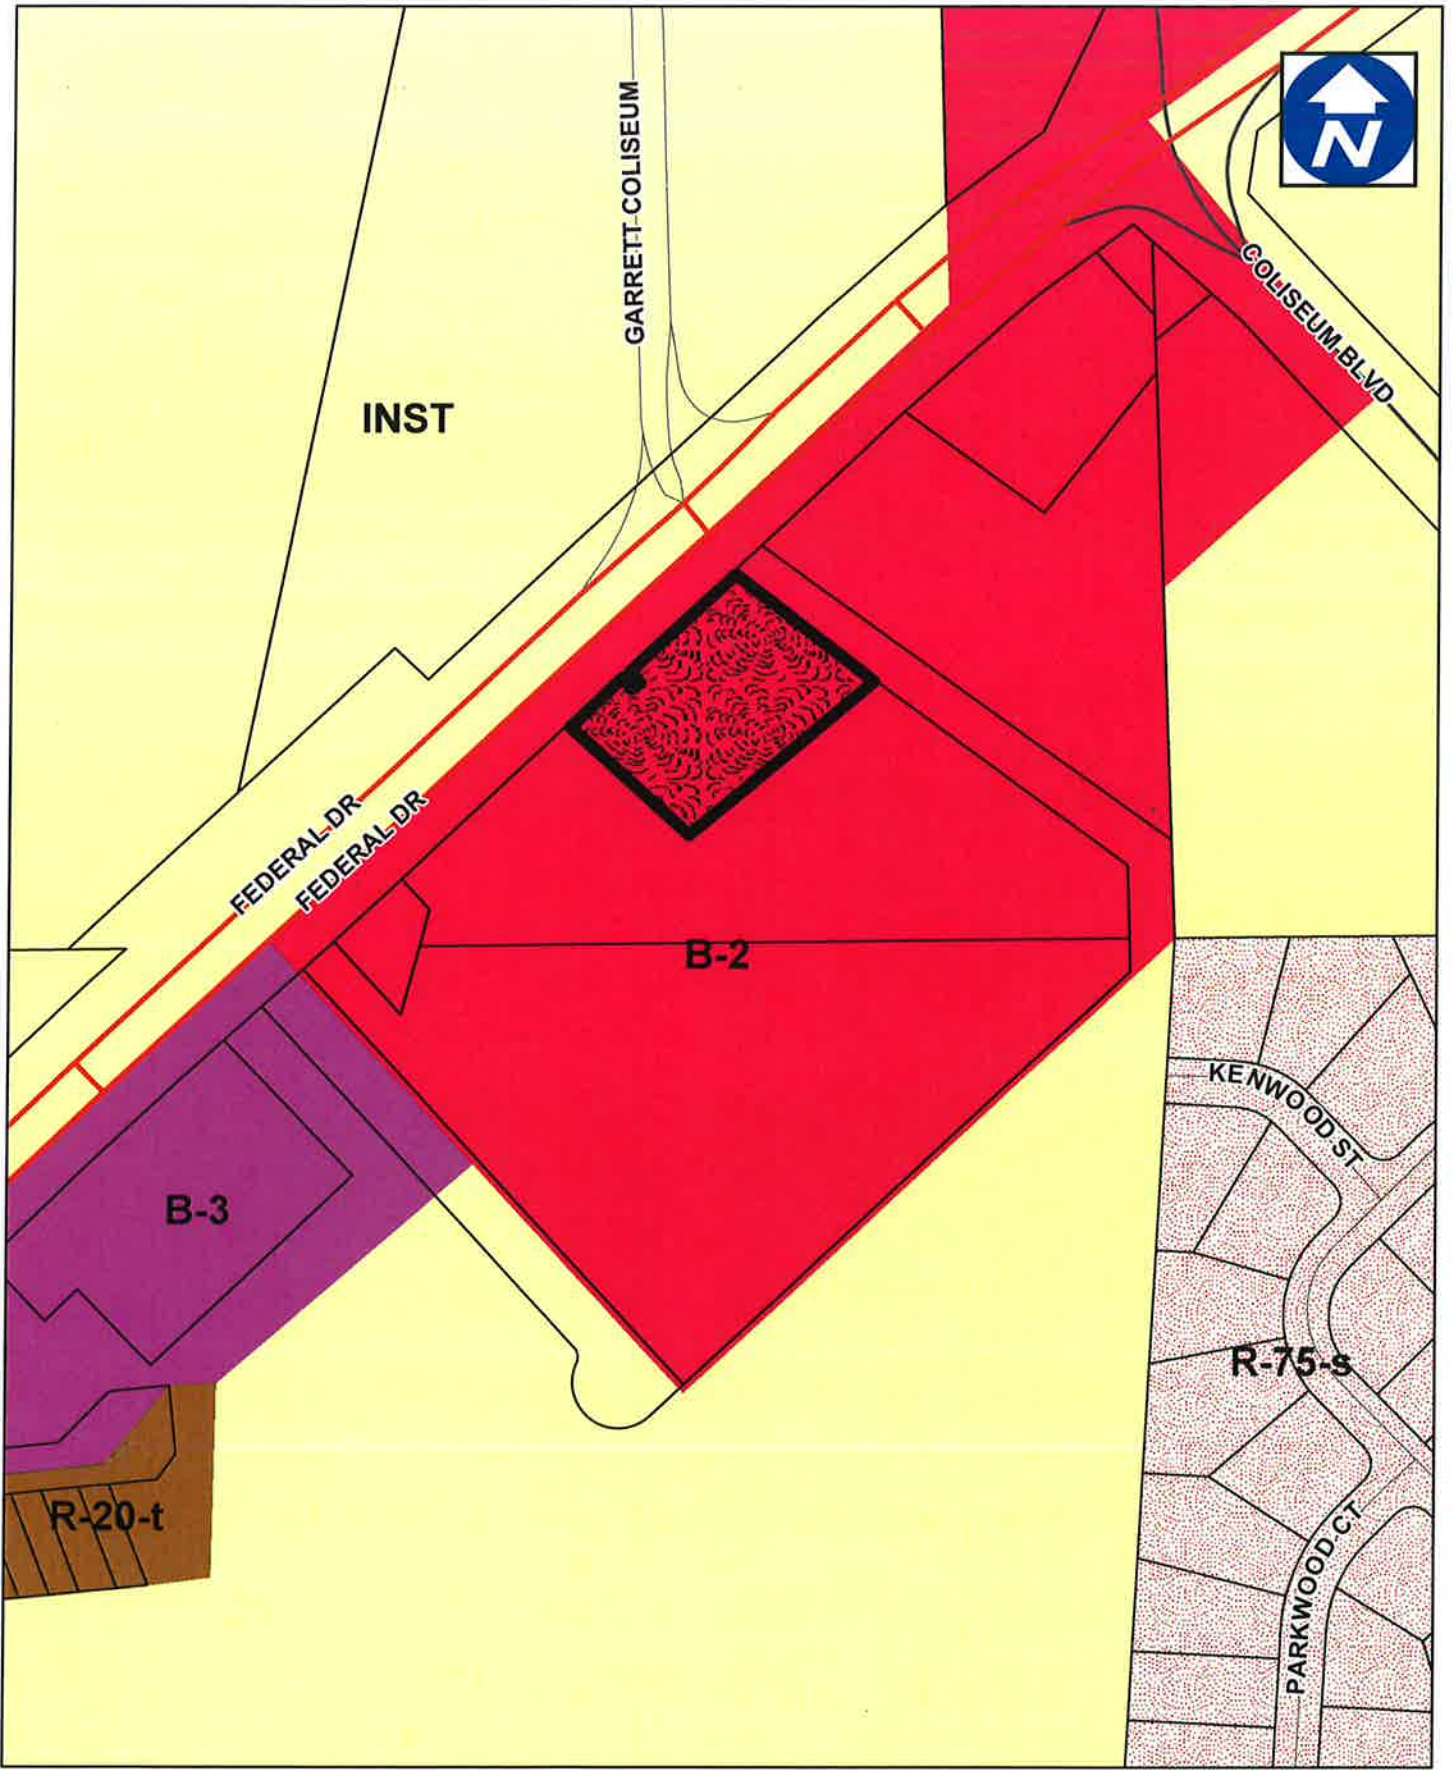 N
GARRETT COLISEUM
COLISEUM BLVD
INST
FEDERAL DR
FEDERAL DR
B-2
KENWOOD ST
B-3
R-75-s
R-20-t
PARKWOOD CT